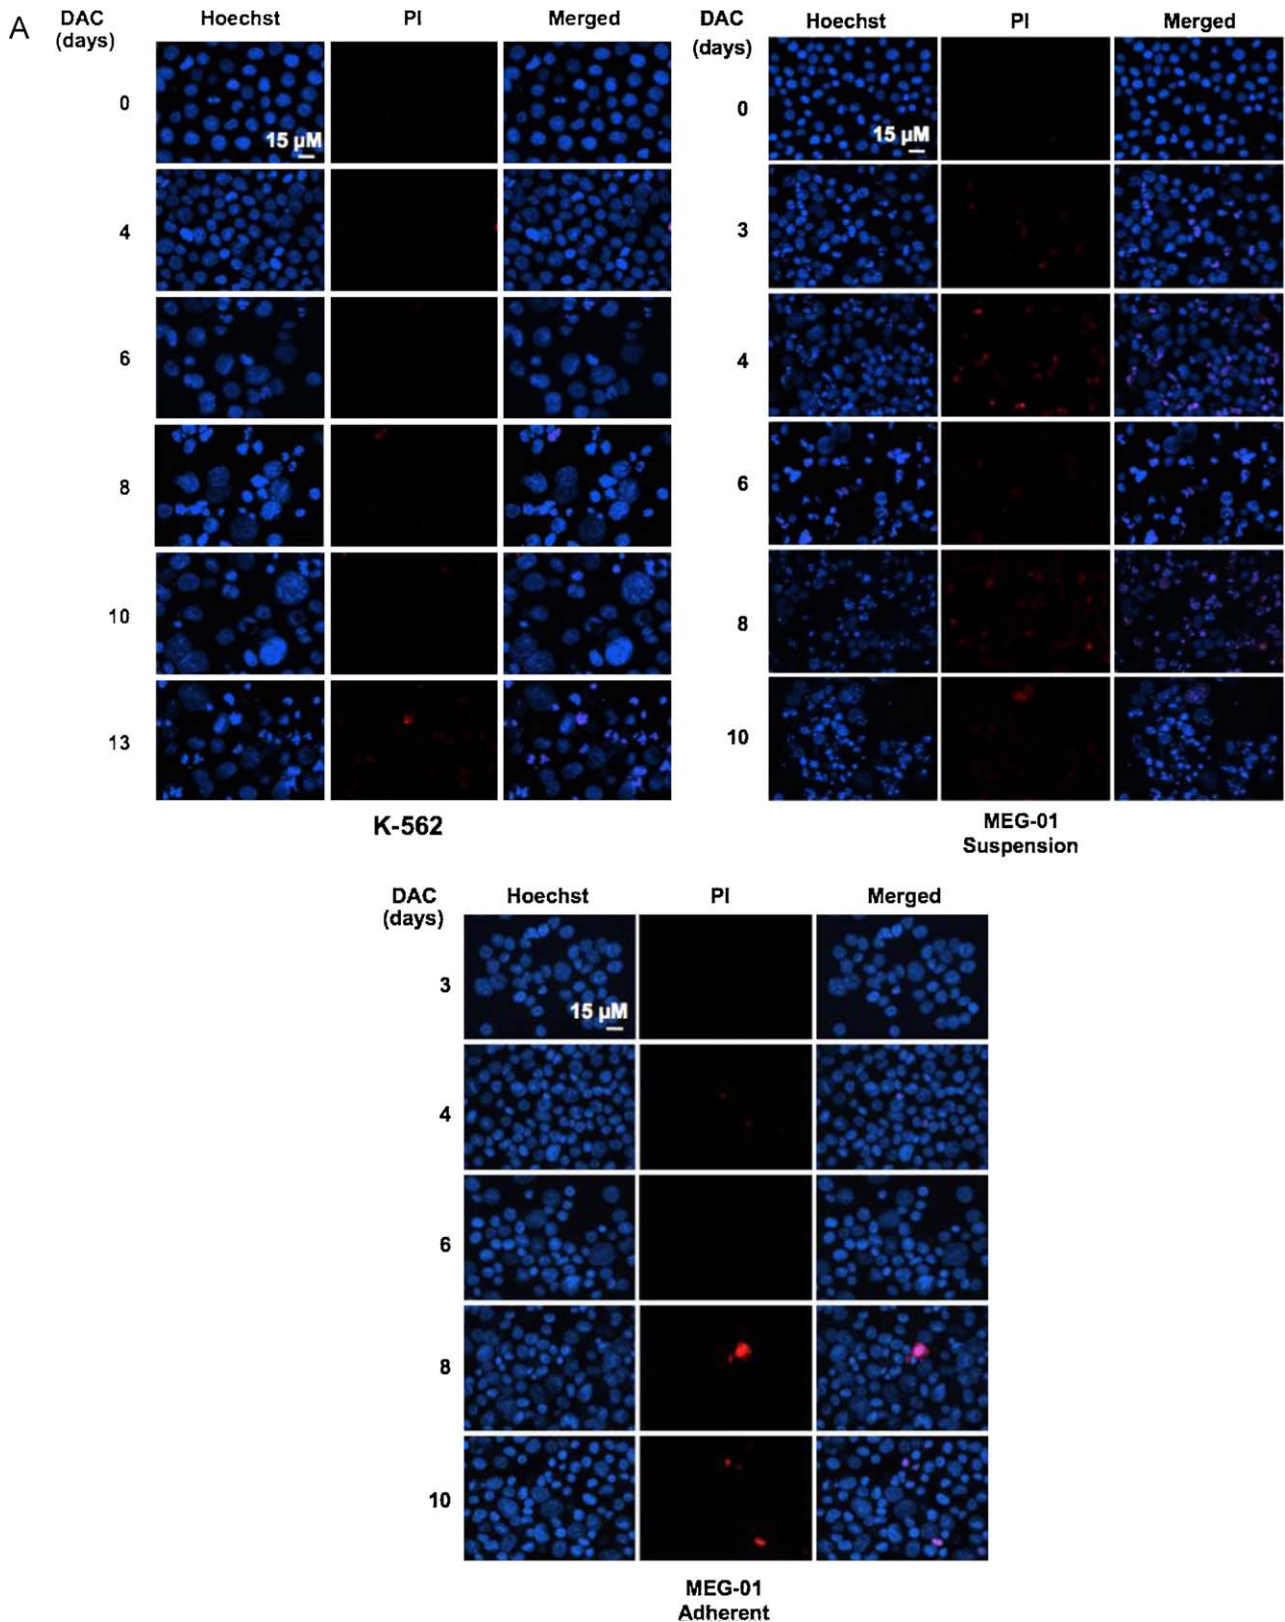 A
DAC
(days)
Hoechst
PI
Merged
0
15 µM
4
6
8
10
13
K-562
DAC
(days)
Hoechst
PI
Merged
0
15 µM
3
4
6
8
10
MEG-01
Suspension
DAC
(days)
Hoechst
PI
Merged
3
15 µM
4
6
8
10
MEG-01
Adherent